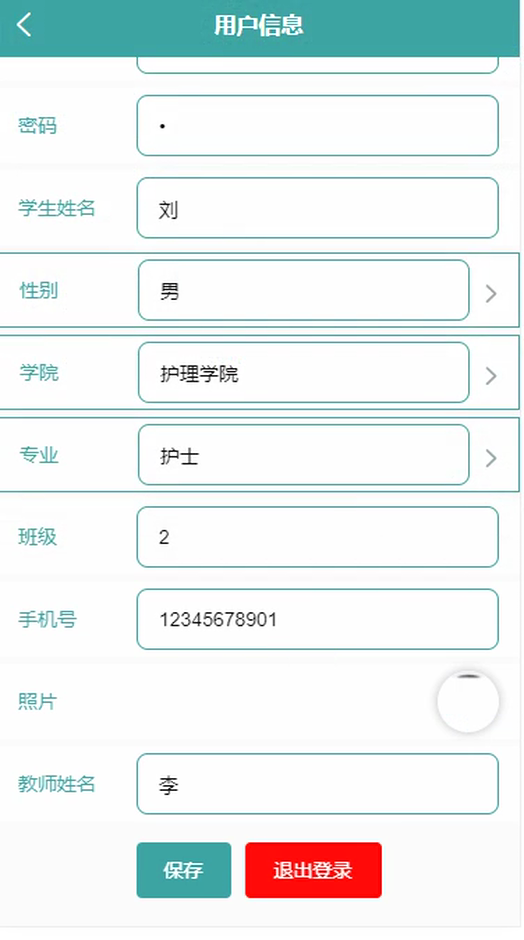 用户信息
密码
•
学生姓名
刘
性别
男
学院
护理学院
专业
护士
班级
2
手机号
12345678901
照片
教师姓名
李
保存 退出登录